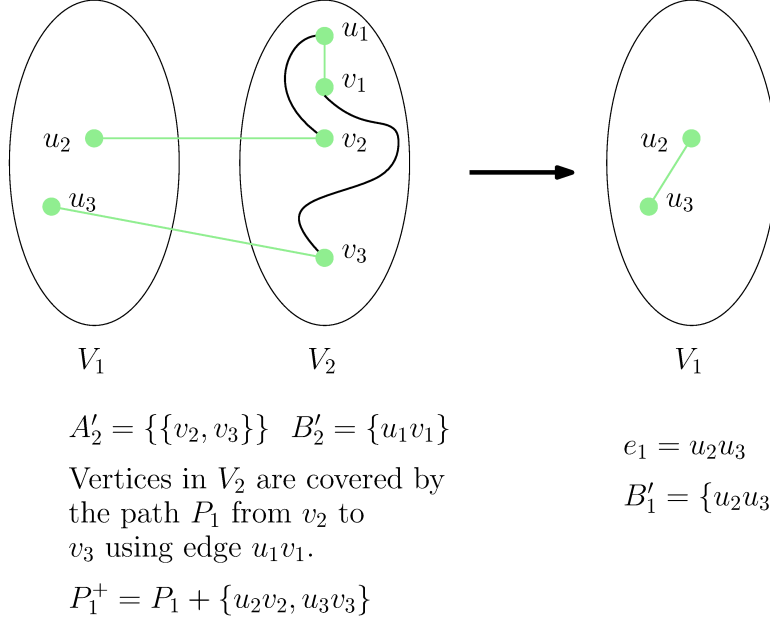 u₁
v₁
u₂
v₂
u₃
v₃
V₁
V₂
A′₂ = {{v₂, v₃}} B′₂ = {u₁v₁}
Vertices in V₂ are covered by
the path P₁ from v₂ to
v₃ using edge u₁v₁.
P₁⁺ = P₁ + {u₂v₂, u₃v₃}
u₂
u₃
V₁
e₁ = u₂u₃
B′₁ = {u₂u₃